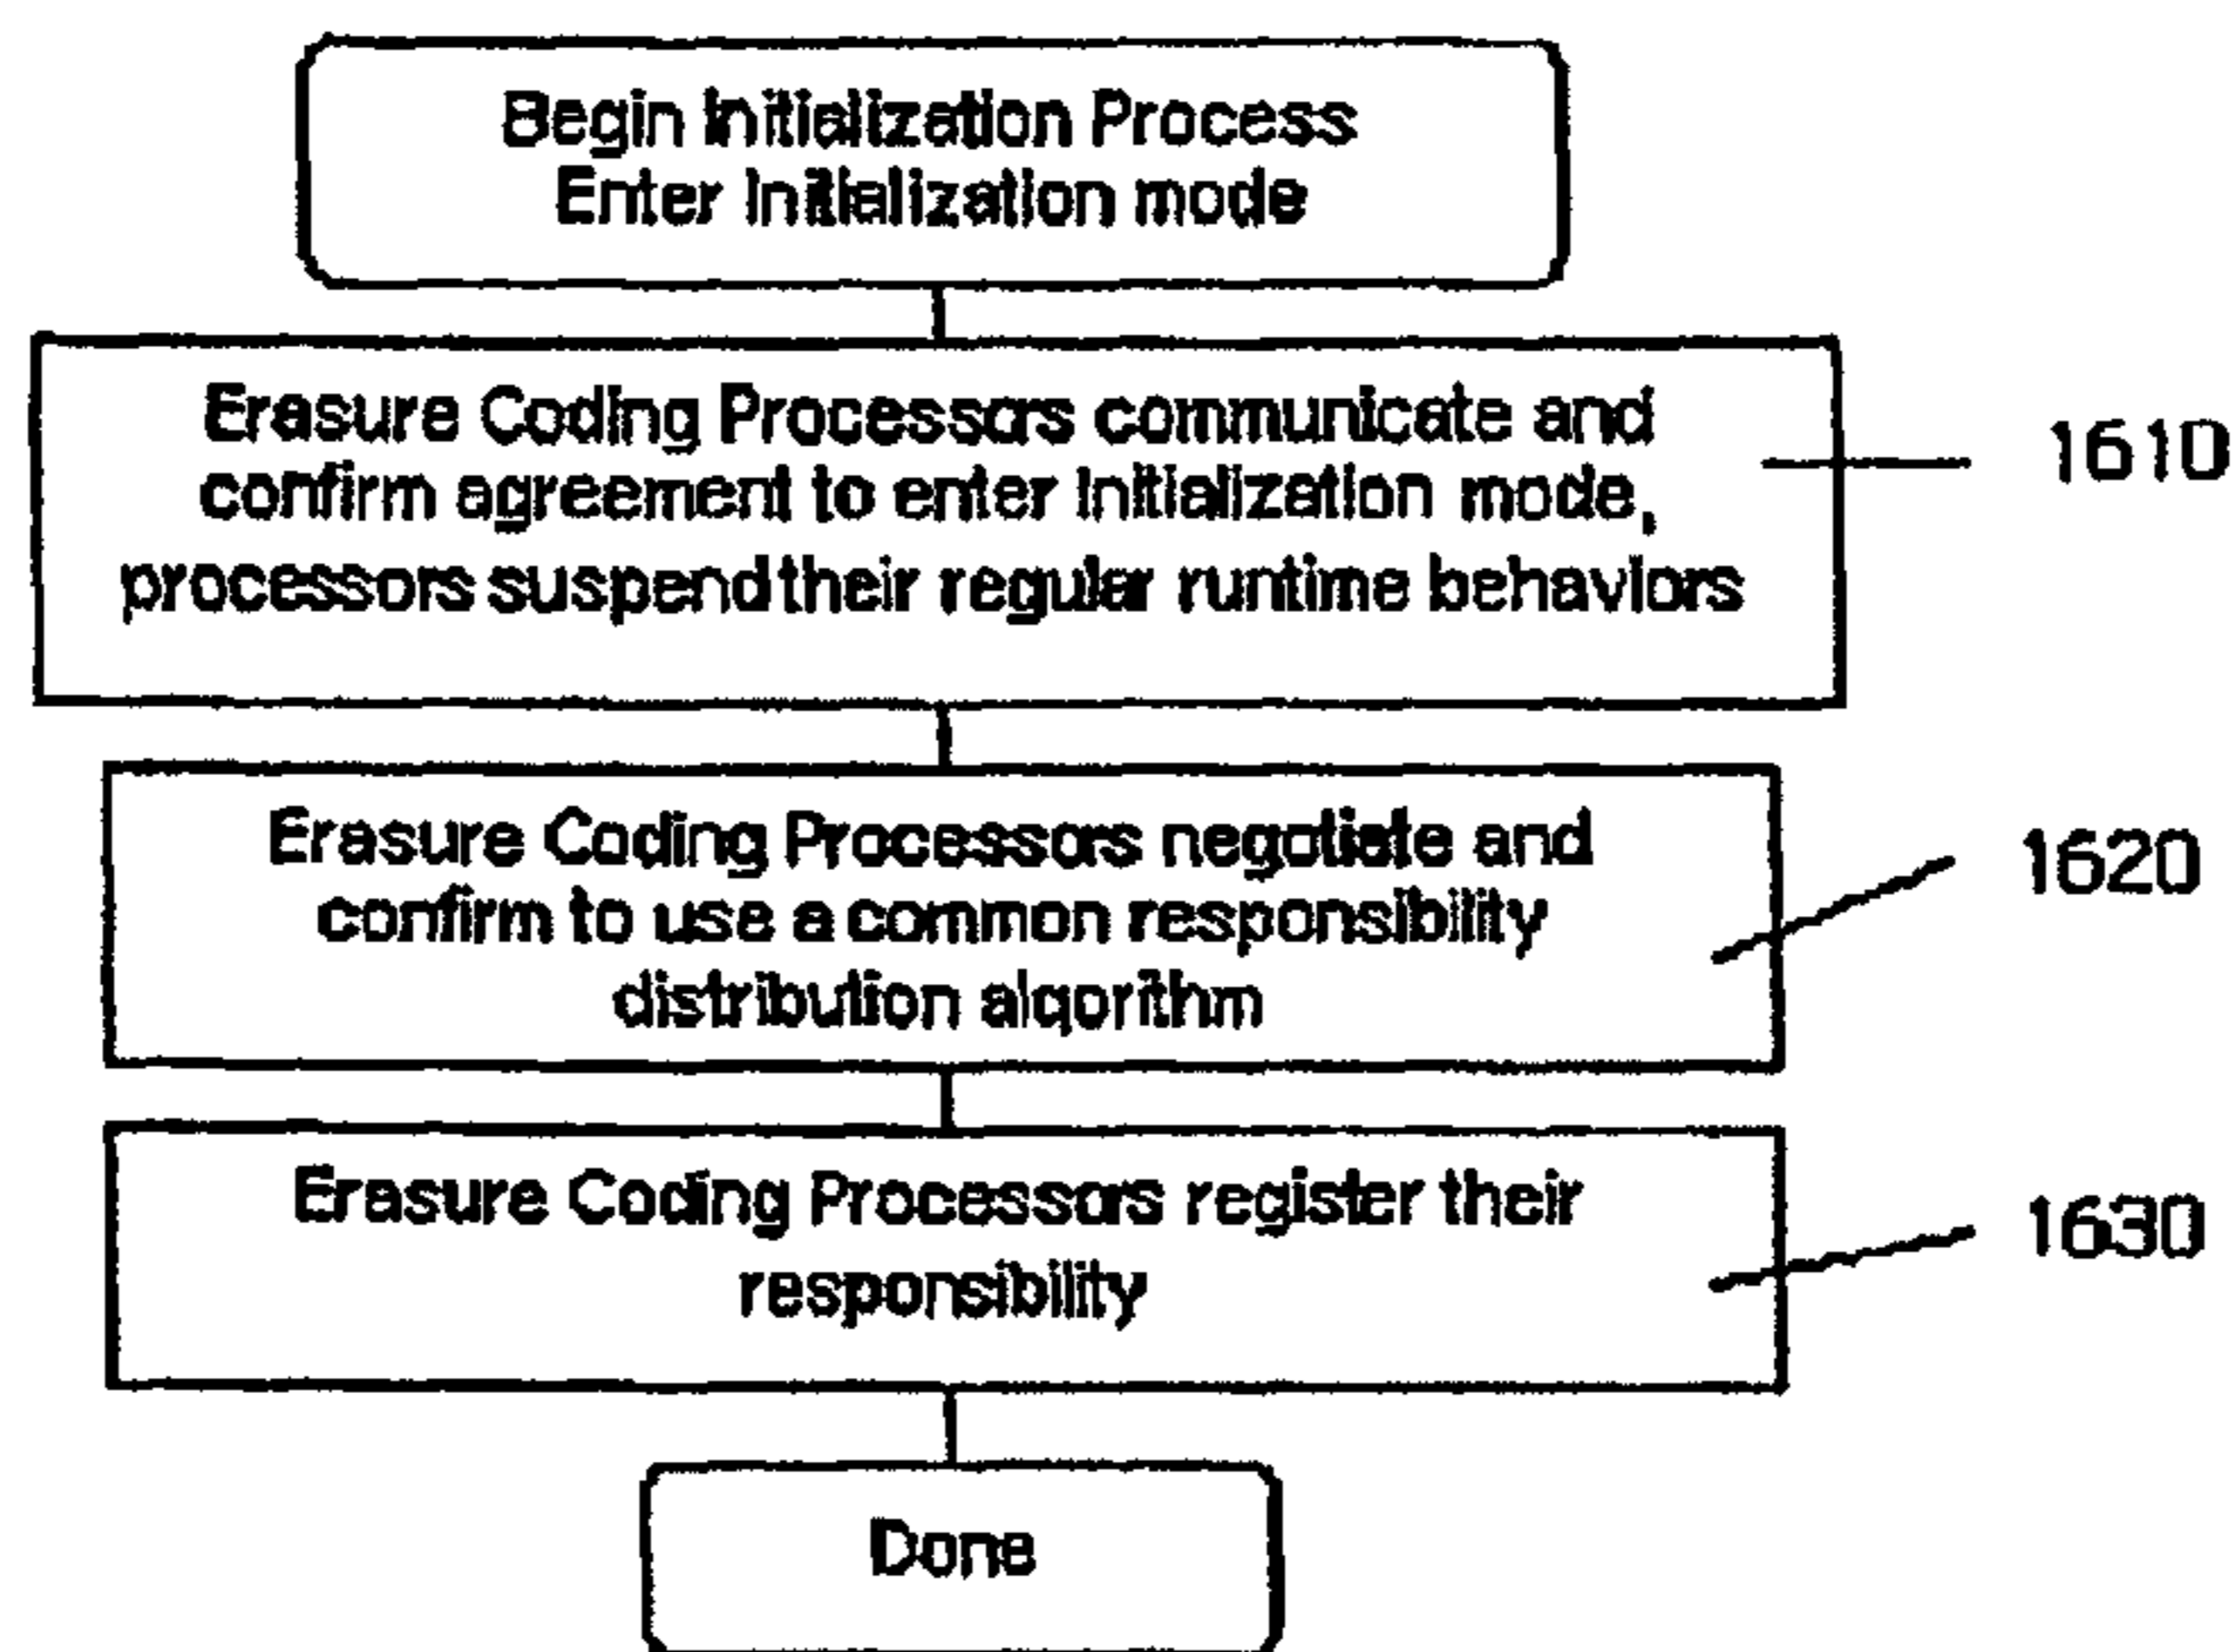 Begin Initialization Process
Enter Initialization mode
Erasure Coding Processors communicate and
confirm agreement to enter initialization mode,
processors suspend their regular runtime behaviors
1610
Erasure Coding Processors negotiate and
confirm to use a common responsibility
distribution algorithm
1620
Erasure Coding Processors register their
responsibility
1630
Done